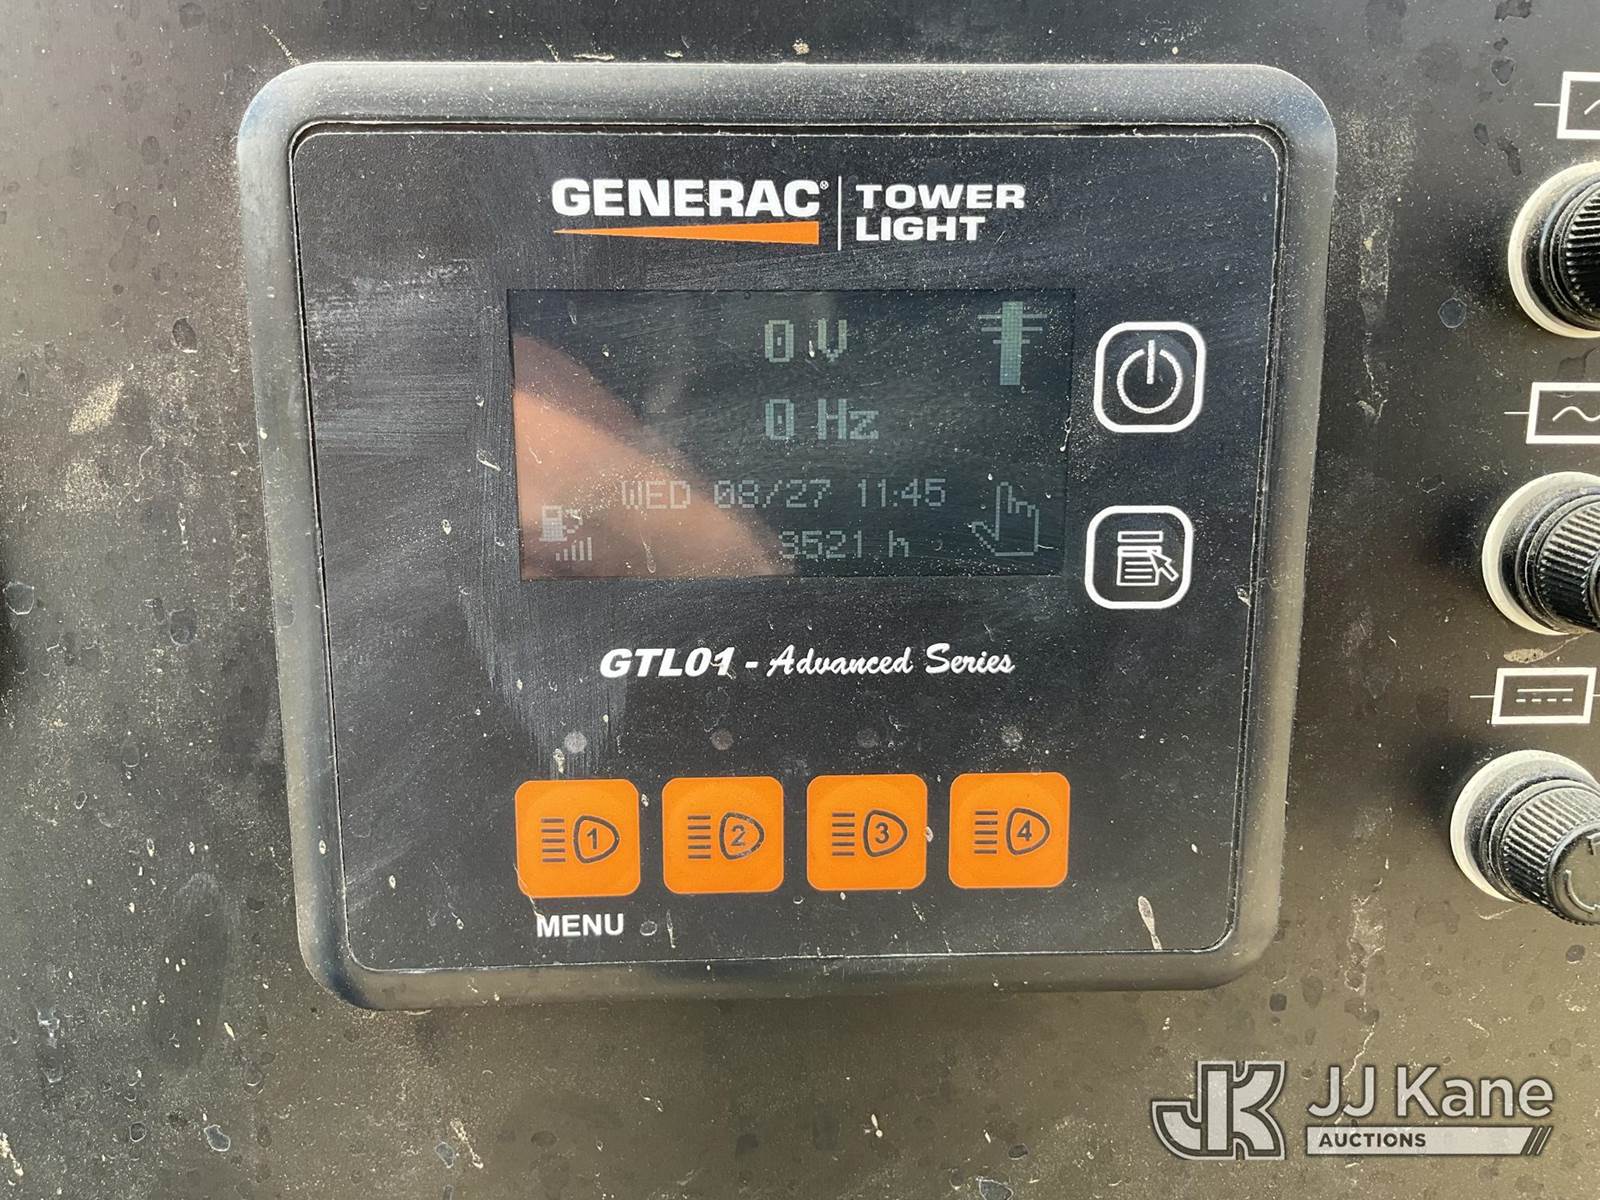 GENERAC®
TOWER
LIGHT
0 V
0 Hz
WED 08/27 11:45
h
GTL01 - Advanced Series
1
2
3
4
MENU
JK
JJ Kane
AUCTIONS